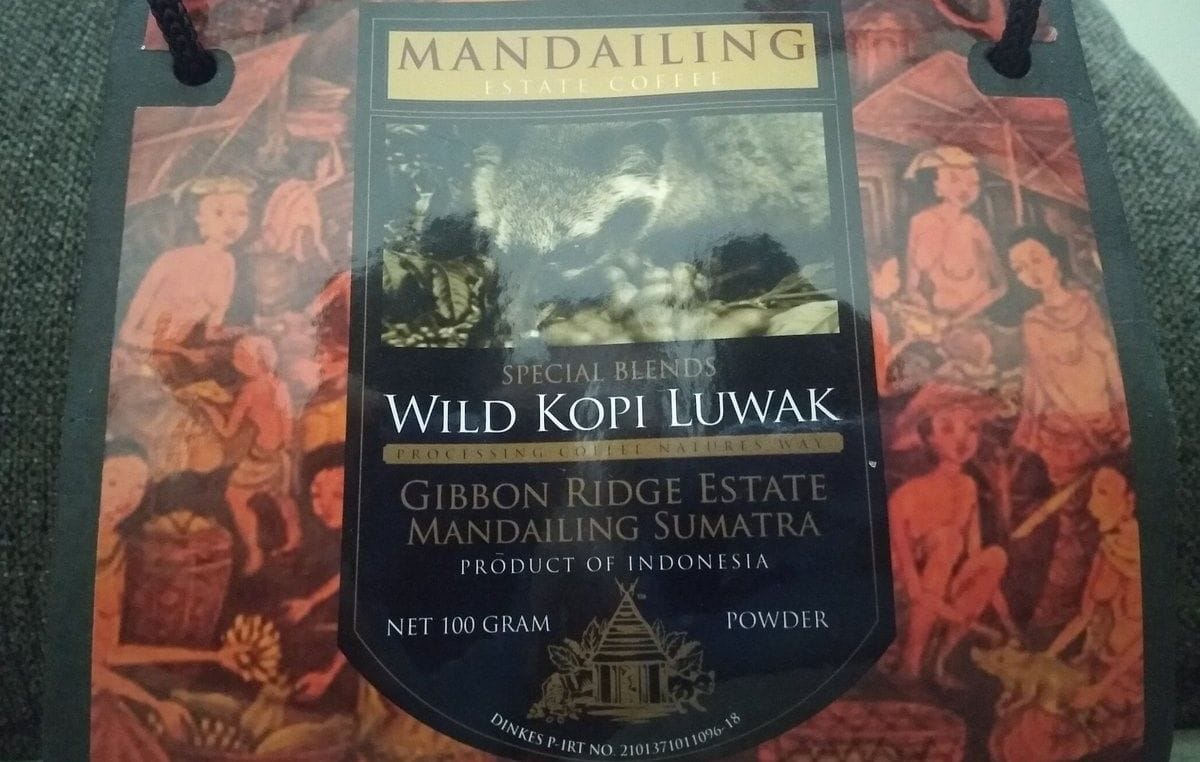 MANDAILING
ESTATE COFFEE
SPECIAL BLENDS
WILD KOPI LUWAK
PROCESSING COFFEE NATURES WAY
GIBBON RIDGE ESTATE
MANDAILING SUMATRA
PRODUCT OF INDONESIA
NET 100 GRAM
POWDER
TM
DINKES P-IRT NO. 2101371011096-18